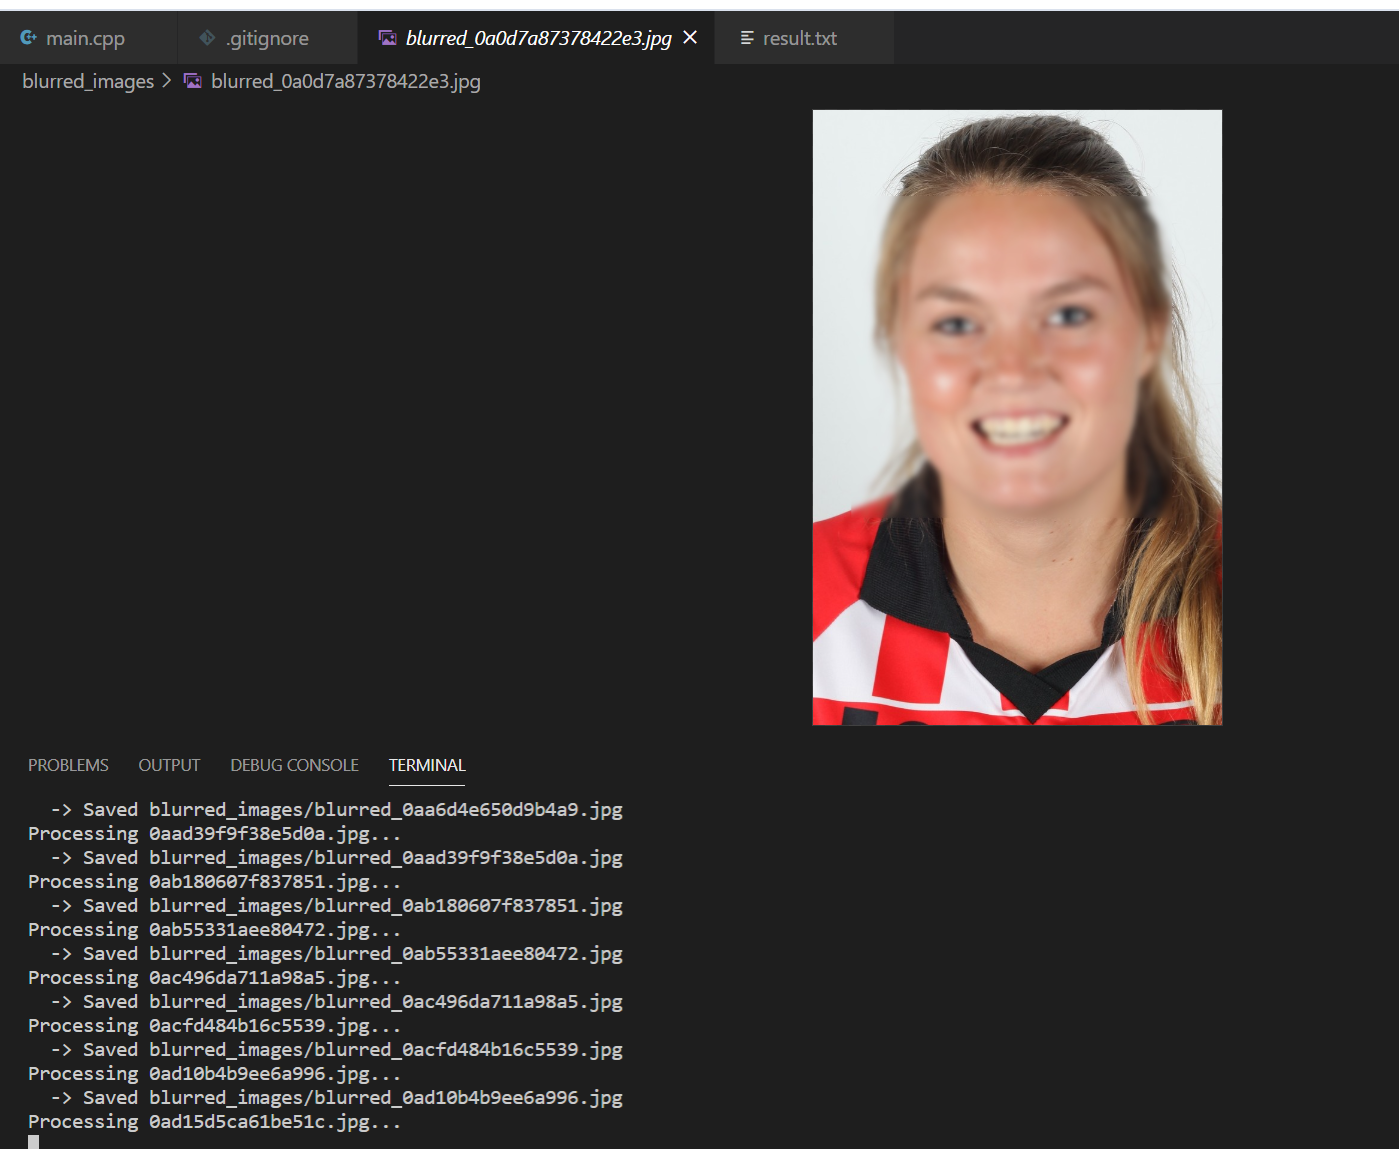 main.cpp .gitignore blurred_0a0d7a87378422e3.jpg result.txt
blurred_images > blurred_0a0d7a87378422e3.jpg
PROBLEMS OUTPUT DEBUG CONSOLE TERMINAL
-> Saved blurred_images/blurred_0aa6d4e650d9b4a9.jpg
Processing 0aad39f9f38e5d0a.jpg...
-> Saved blurred_images/blurred_0aad39f9f38e5d0a.jpg
Processing 0ab180607f837851.jpg...
-> Saved blurred_images/blurred_0ab180607f837851.jpg
Processing 0ab55331aee80472.jpg...
-> Saved blurred_images/blurred_0ab55331aee80472.jpg
Processing 0ac496da711a98a5.jpg...
-> Saved blurred_images/blurred_0ac496da711a98a5.jpg
Processing 0acfd484b16c5539.jpg...
-> Saved blurred_images/blurred_0acfd484b16c5539.jpg
Processing 0ad10b4b9ee6a996.jpg...
-> Saved blurred_images/blurred_0ad10b4b9ee6a996.jpg
Processing 0ad15d5ca61be51c.jpg...